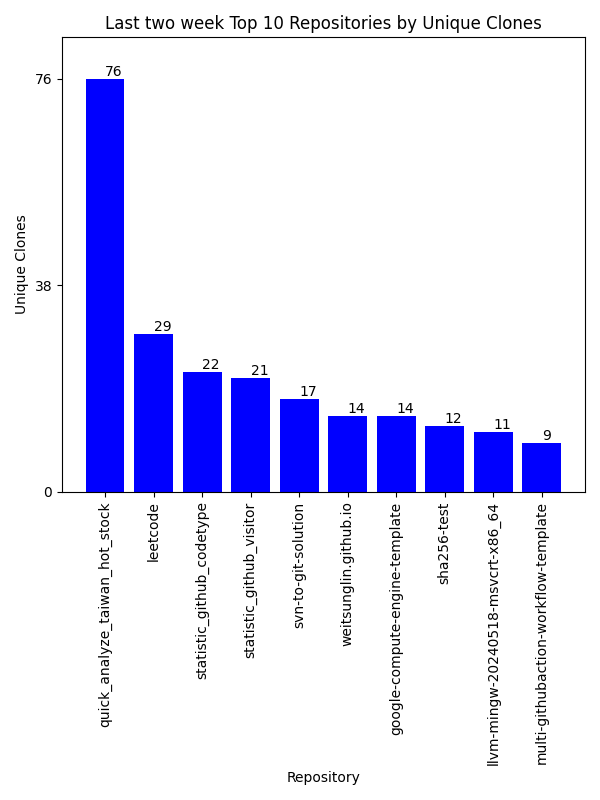 Last two week Top 10 Repositories by Unique Clones
Unique Clones
76
38
0
76
29
22
21
17
14
14
12
11
9
quick_analyze_taiwan_hot_stock
leetcode
statistic_github_codetype
statistic_github_visitor
svn-to-git-solution
weitsunglin.github.io
google-compute-engine-template
sha256-test
llvm-mingw-20240518-msvcrt-x86_64
multi-githubaction-workflow-template
Repository